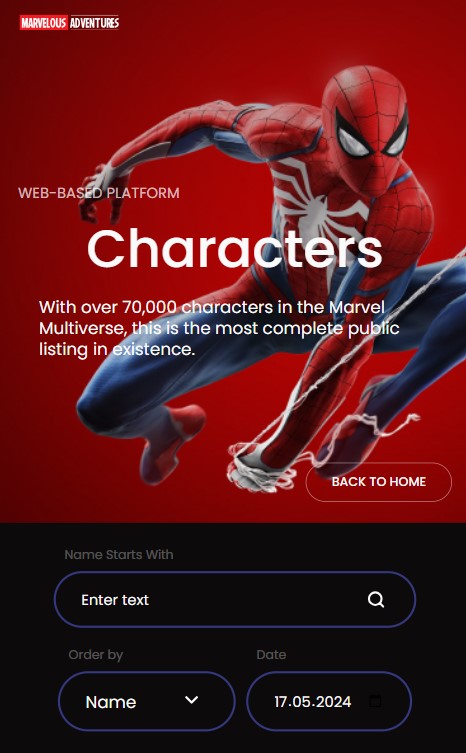 MARVELOUS ADVENTURES
WEB-BASED PLATFORM
Characters
With over 70,000 characters in the Marvel
Multiverse, this is the most complete public
listing in existence.
BACK TO HOME
Name Starts With
Enter text
Order by
Date
Name
17.05.2024